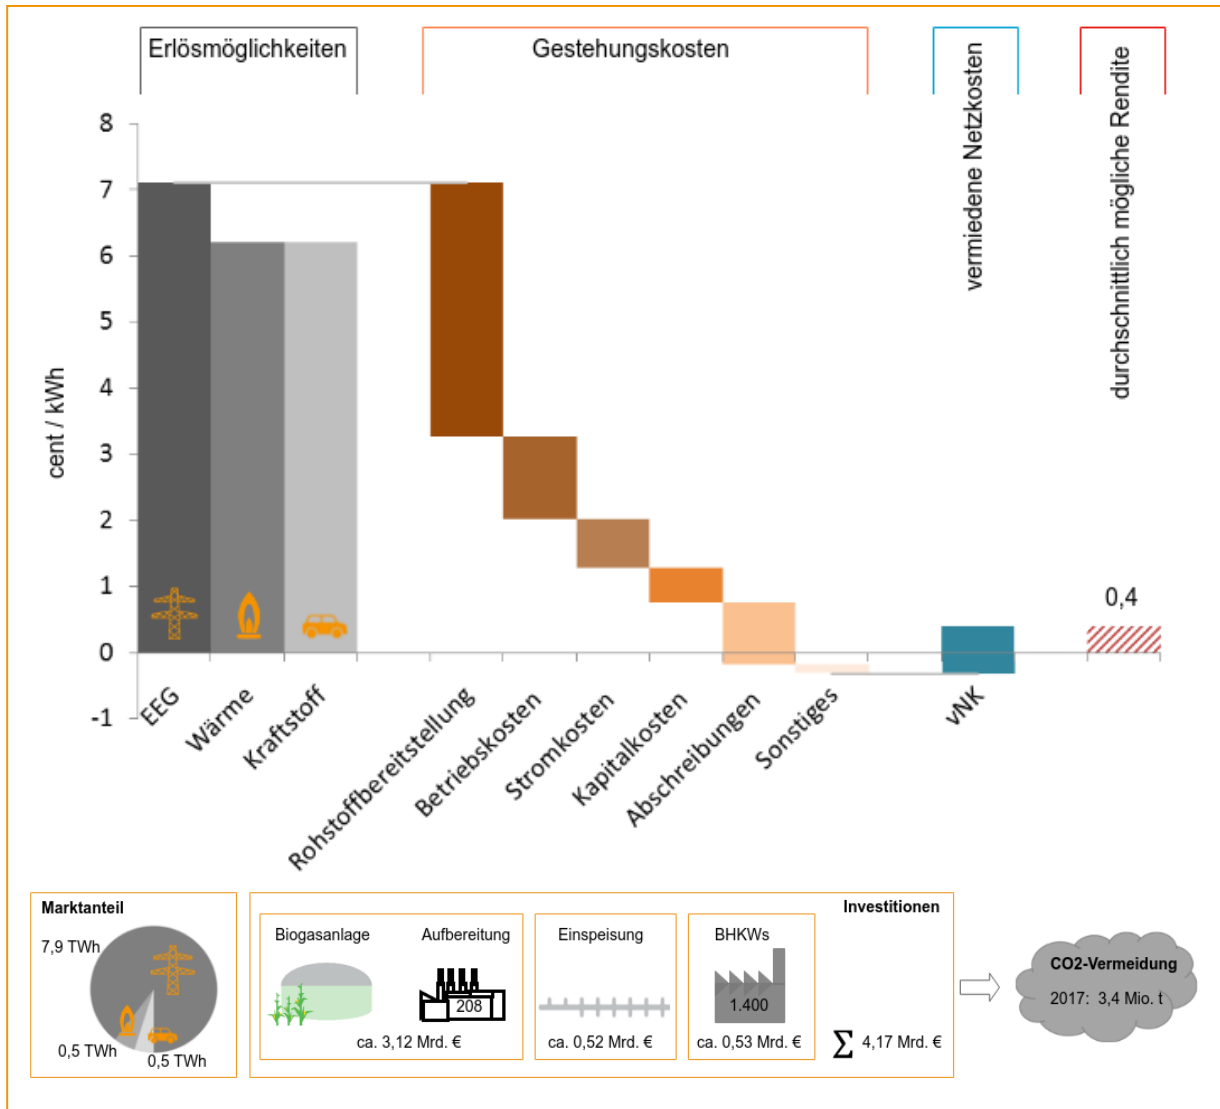 Erlösmöglichkeiten
Gestehungskosten
vermiedene Netzkosten
durchschnittlich mögliche Rendite
cent / kWh
8
7
6
5
4
3
2
1
0
-1
0,4
EEG
Wärme
Kraftstoff
Rohstoffbereitstellung
Betriebskosten
Stromkosten
Kapitalkosten
Abschreibungen
Sonstiges
vNK
Marktanteil
7,9 TWh
0,5 TWh
0,5 TWh
Investitionen
Biogasanlage
Aufbereitung
208
ca. 3,12 Mrd. €
Einspeisung
ca. 0,52 Mrd. €
BHKWs
1.400
ca. 0,53 Mrd. €
∑ 4,17 Mrd. €
CO2-Vermeidung
2017: 3,4 Mio. t